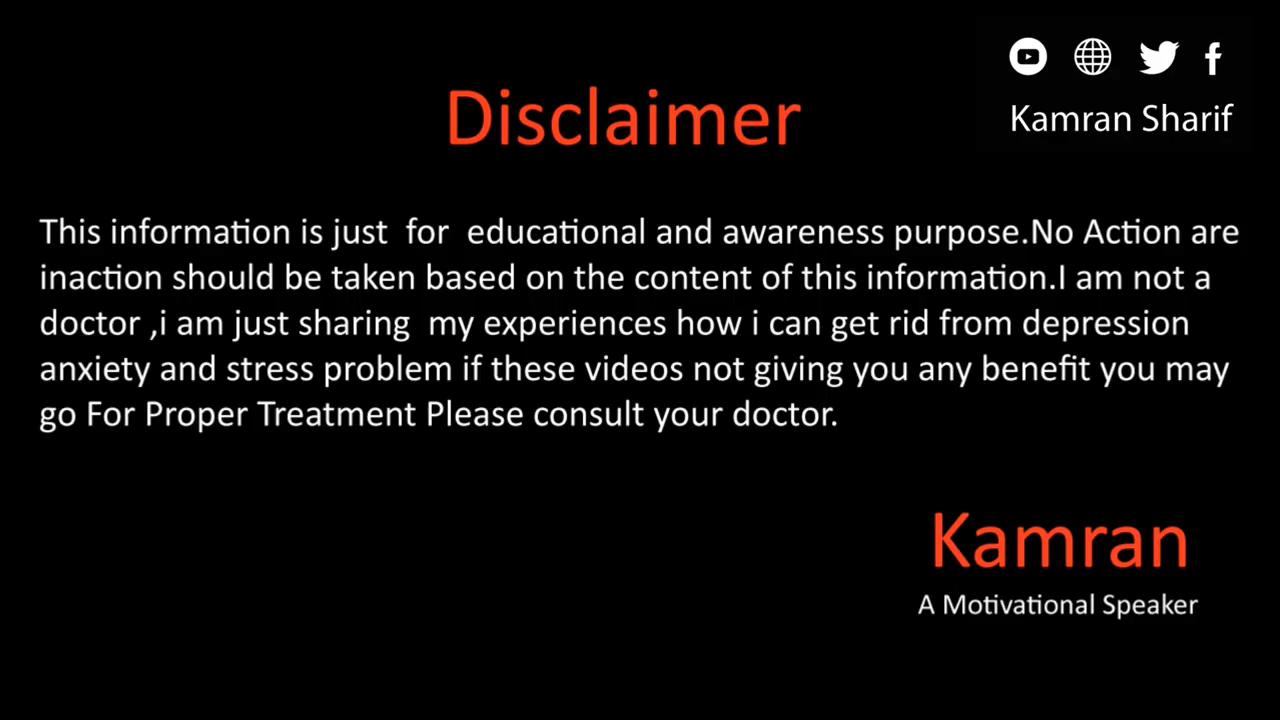 Kamran Sharif
Disclaimer
This information is just for educational and awareness purpose.No Action are
inaction should be taken based on the content of this information.I am not a
doctor ,i am just sharing my experiences how i can get rid from depression
anxiety and stress problem if these videos not giving you any benefit you may
go For Proper Treatment Please consult your doctor.
Kamran
A Motivational Speaker